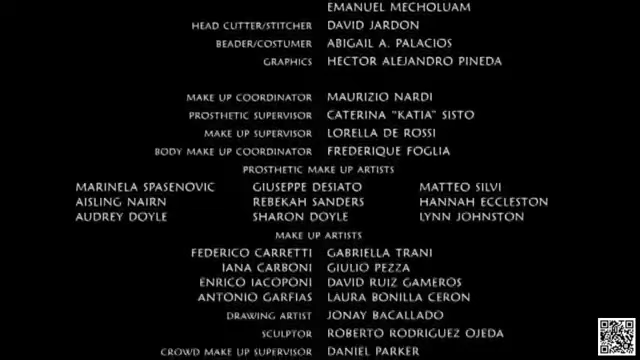 EMANUEL MECHOLUAM
HEAD CUTTER/STITCHER DAVID JARDON
BEADER/COSTUMER ABIGAIL A. PALACIOS
GRAPHICS HECTOR ALEJANDRO PINEDA
MAKE UP COORDINATOR MAURIZIO NARDI
PROSTHETIC SUPERVISOR CATERINA "KATIA" SISTO
MAKE UP SUPERVISOR LORELLA DE ROSSI
BODY MAKE UP COORDINATOR FREDERIQUE FOGLIA
PROSTHETIC MAKE UP ARTISTS
MARINELA SPASENOVIC GIUSEPPE DESIATO MATTEO SILVI
AISLING NAIRN REBEKAH SANDERS HANNAH ECCLESTON
AUDREY DOYLE SHARON DOYLE LYNN JOHNSTON
MAKE UP ARTISTS
FEDERICO CARRETTI GABRIELLA TRANI
IANA CARBONI GIULIO PEZZA
ENRICO IACOPONI DAVID RUIZ GAMEROS
ANTONIO GARFIAS LAURA BONILLA CERON
DRAWING ARTIST JONAY BACALLADO
SCULPTOR ROBERTO RODRIGUEZ OJEDA
CROWD MAKE UP SUPERVISOR DANIEL PARKER